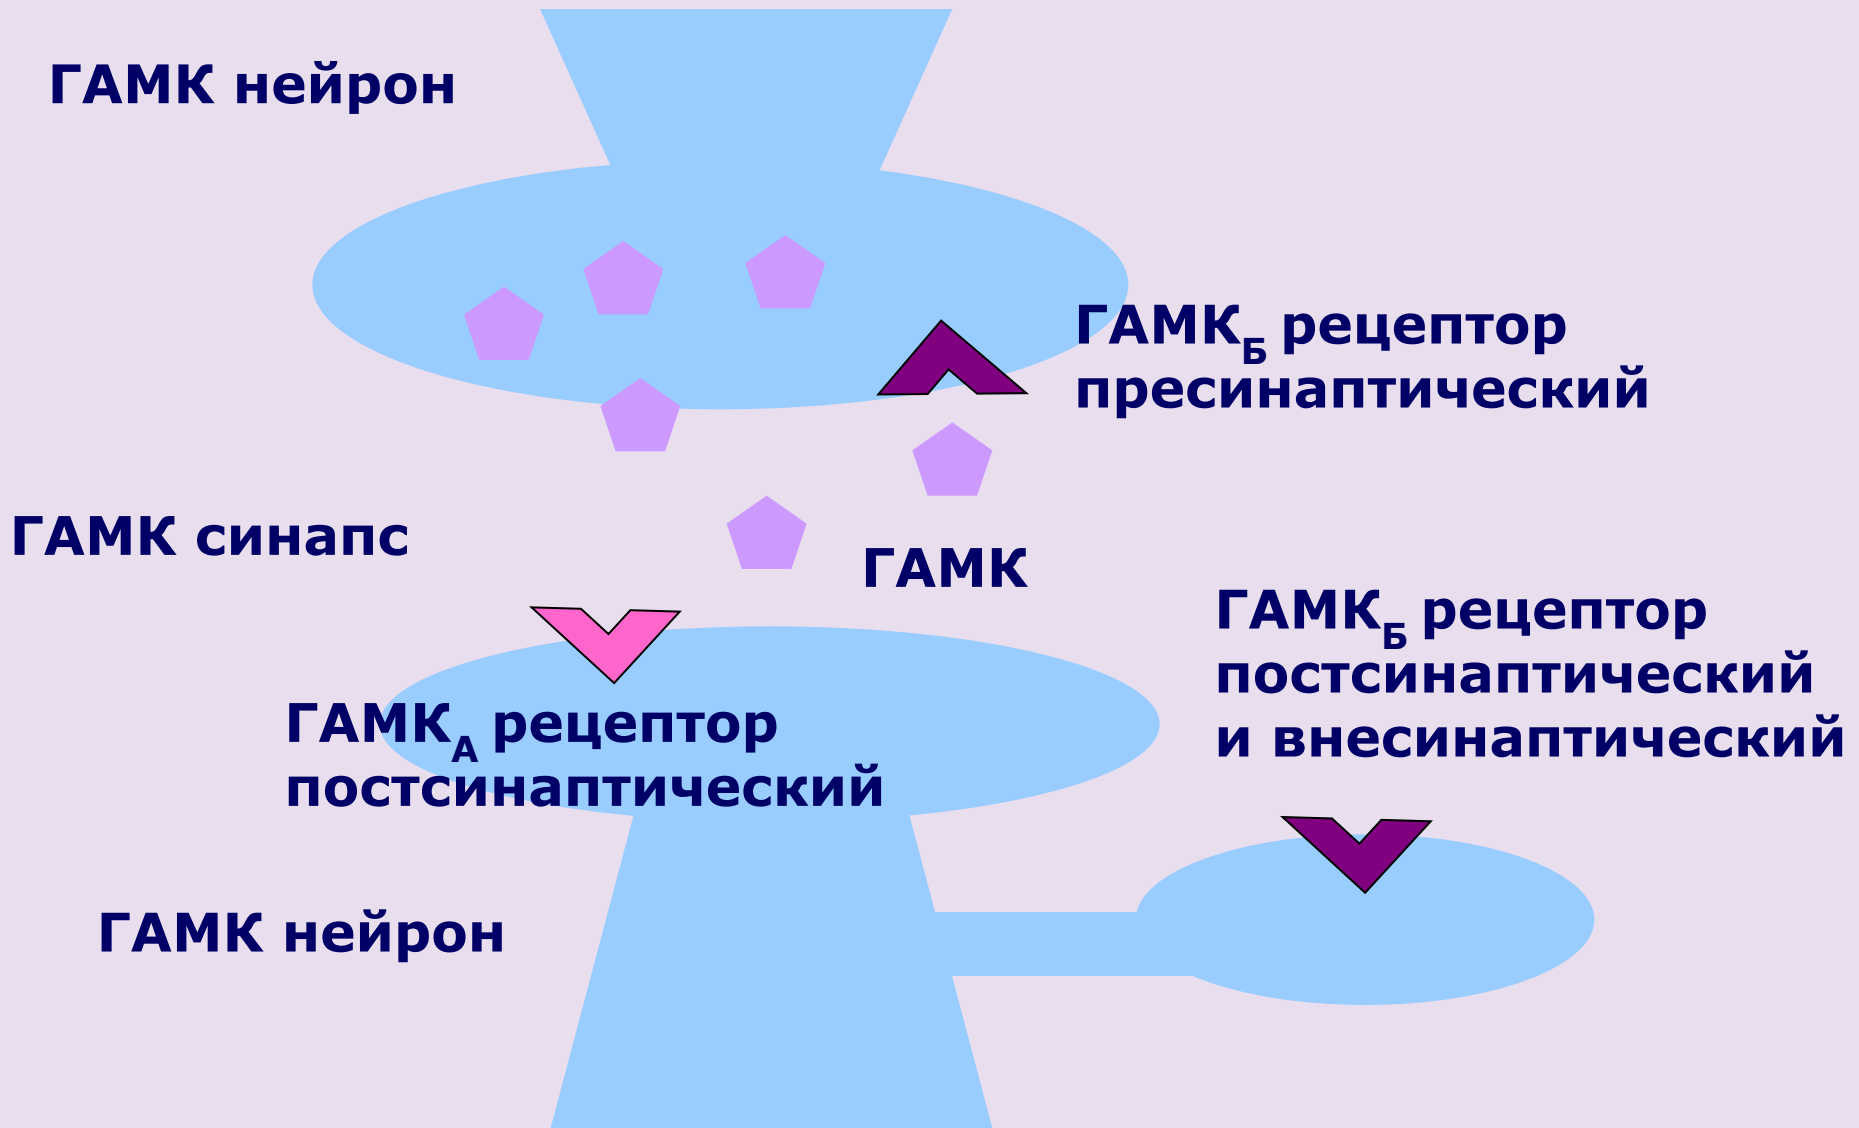 ГАМК нейрон
ГАМКБ рецептор
пресинаптический
ГАМК синапс
ГАМК
ГАМКБ рецептор
постсинаптический
и внесинаптический
ГАМКА рецептор
постсинаптический
ГАМК нейрон